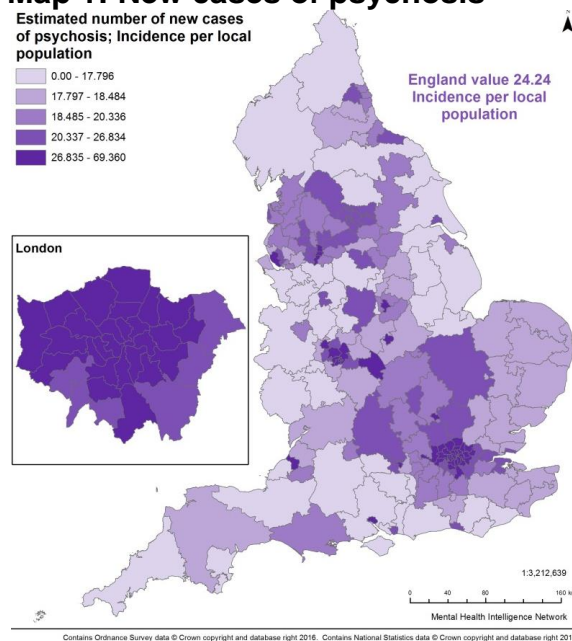 Map 1: New cases of psychosis
Estimated number of new cases
of psychosis; Incidence per local
population
0.00 - 17.796
17.797 - 18.484
18.485 - 20.336
20.337 - 26.834
26.835 - 69.360
England value 24.24
Incidence per local
population
London
1:3,212,639
0 40 80 160
Mental Health Intelligence Network
Contains Ordnance Survey data © Crown copyright and database right 2016. Contains National Statistics data © Crown copyright and database right 201